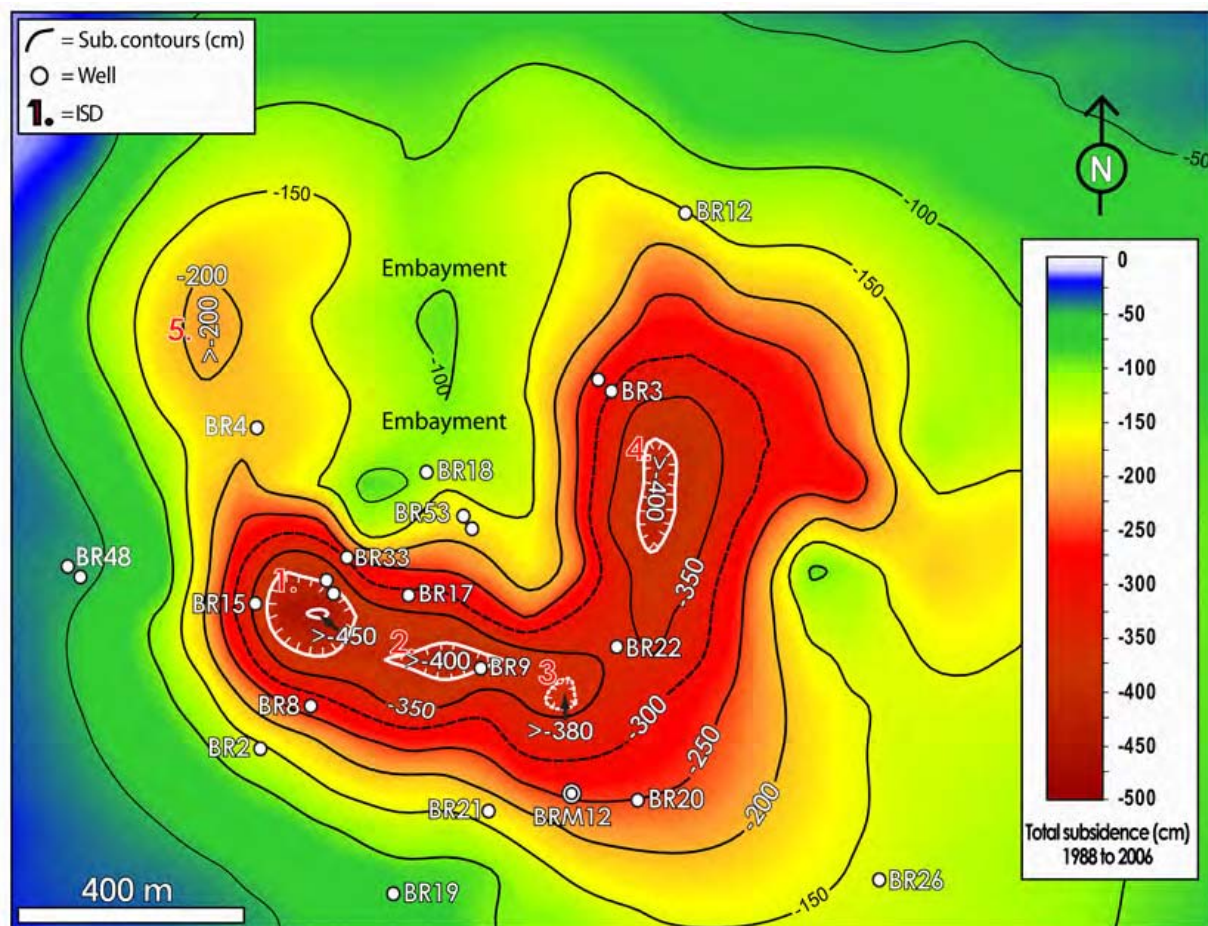 = Sub. contours (cm)
= Well
1. = ISD
N
-50
-100
-150
-150
BR12
Embayment
-200
>-200
5.
-100
Embayment
BR3
BR4
4.
>-400
BR18
BR53
BR48
BR33
1.
BR15
BR17
-350
>-450
2.
>-400
BR9
BR22
3.
BR8
-350
>-380
-300
BR2
-250
BR21
BRM12
BR20
-200
400 m
BR19
BR26
-150
0
-50
-100
-150
-200
-250
-300
-350
-400
-450
-500
Total subsidence (cm)
1988 to 2006